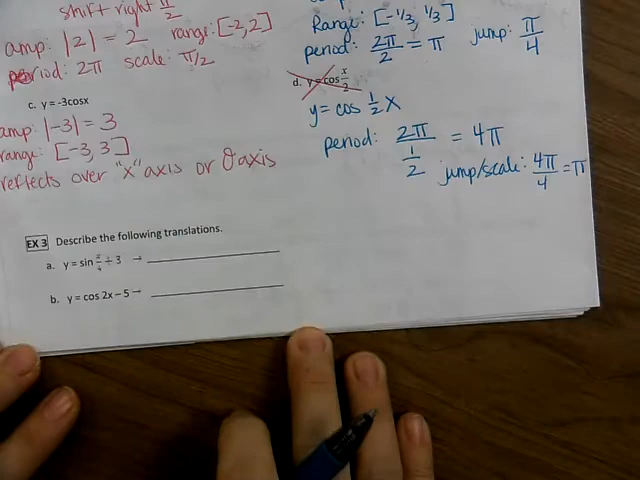 shift right π/2
amp: |2| = 2 range: [-2,2]
period: 2π scale: π/2
c. y = -3cosx
amp: |-3| = 3
range: [-3,3]
reflects over "x" axis or θ axis
Range: [-1/3, 1/3]
period: 2π/2 = π jump: π/4
d. y = cos x/2
y = cos 1/2 x
period: 2π/(1/2) = 4π
jump/scale: 4π/4 = π
EX 3 Describe the following translations.
a. y = sin x/4 + 3 →
b. y = cos 2x – 5 →